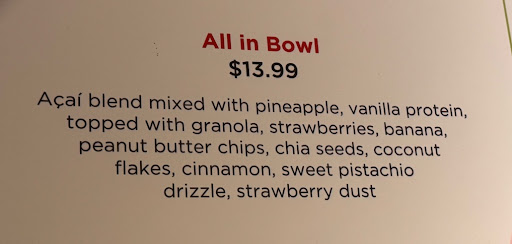 All in Bowl
$13.99
Açaí blend mixed with pineapple, vanilla protein,
topped with granola, strawberries, banana,
peanut butter chips, chia seeds, coconut
flakes, cinnamon, sweet pistachio
drizzle, strawberry dust